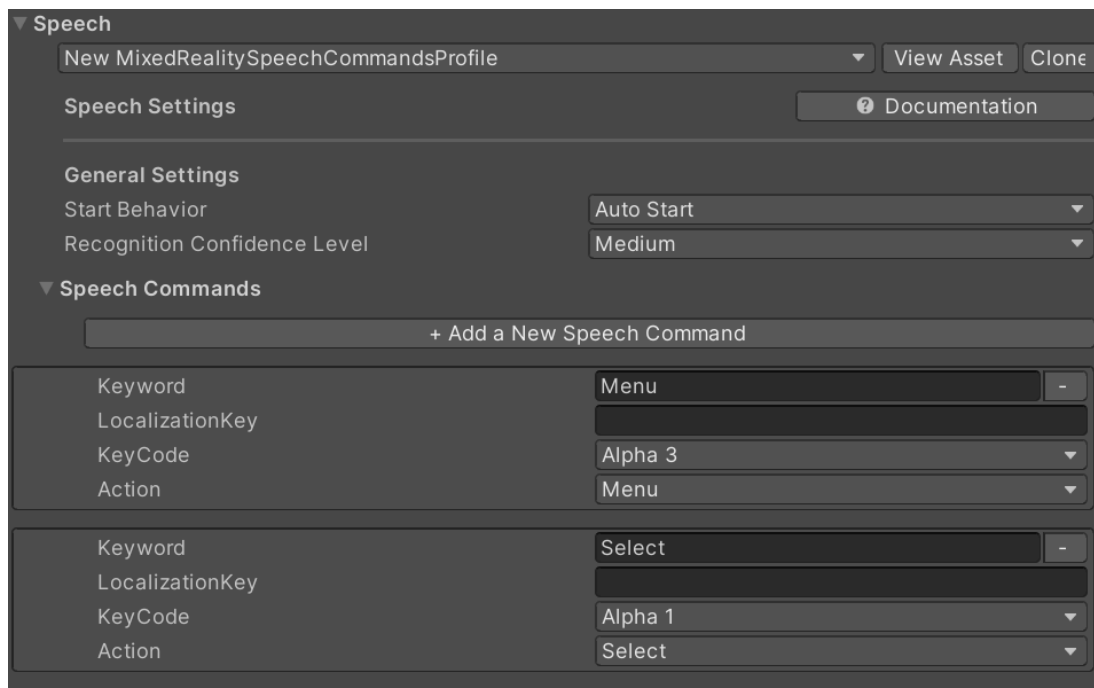 Speech
New MixedRealitySpeechCommandsProfile View Asset Clone
Speech Settings Documentation
General Settings
Start Behavior Auto Start
Recognition Confidence Level Medium
Speech Commands
+ Add a New Speech Command
Keyword Menu -
LocalizationKey
KeyCode Alpha 3
Action Menu
Keyword Select -
LocalizationKey
KeyCode Alpha 1
Action Select